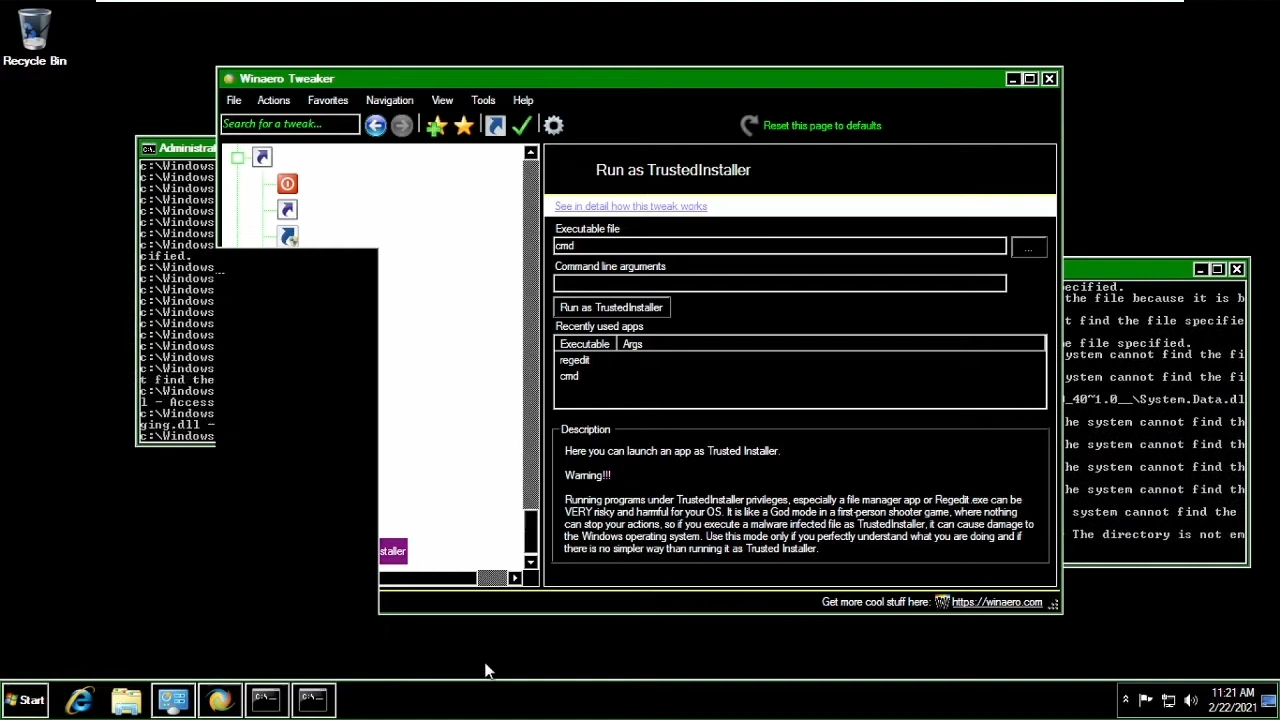 Recycle Bin
Winaero Tweaker
File Actions Favorites Navigation View Tools Help
Search for a tweak...
Reset this page to defaults
Administrat
c:\Windows
c:\Windows
c:\Windows
c:\Windows
c:\Windows
c:\Windows
c:\Windows
c:\Windows
cified.
c:\Windows
c:\Windows
c:\Windows
c:\Windows
c:\Windows
c:\Windows
c:\Windows
c:\Windows
c:\Windows
c:\Windows
t find the
c:\Windows
l - Access
c:\Windows
ging.dll -
c:\Windows
...
staller
Run as TrustedInstaller
See in detail how this tweak works
Executable file
cmd
...
Command line arguments
Run as TrustedInstaller
Recently used apps
Executable Args
regedit
cmd
Description
Here you can launch an app as Trusted Installer.
Warning!!!
Running programs under TrustedInstaller privileges, especially a file manager app or Regedit.exe can be
VERY risky and harmful for your OS. It is like a God mode in a first-person shooter game, where nothing
can stop your actions, so if you execute a malware infected file as TrustedInstaller, it can cause damage to
the Windows operating system. Use this mode only if you perfectly understand what you are doing and if
there is no simpler way than running it as Trusted Installer.
Get more cool stuff here: https://winaero.com
ecified.
the file because it is b
t find the file specifie
e file specified.
ystem cannot find the fi
ystem cannot find the fi
0_40~1.0__\System.Data.dl
he system cannot find the
he system cannot find the
he system cannot find the
he system cannot find the
system cannot find the
The directory is not em
Start
11:21 AM
2/22/2021